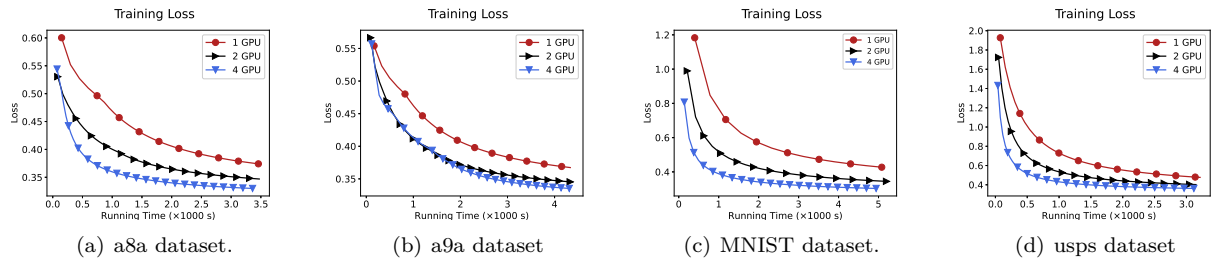 Training Loss
0.60
0.55
0.50
0.45
0.40
0.35
Loss
1 GPU
2 GPU
4 GPU
0.0 0.5 1.0 1.5 2.0 2.5 3.0 3.5
Running Time (×1000 s)
(a) a8a dataset.
Training Loss
0.55
0.50
0.45
0.40
0.35
Loss
1 GPU
2 GPU
4 GPU
0 1 2 3 4
Running Time (×1000 s)
(b) a9a dataset
Training Loss
1.2
1.0
0.8
0.6
0.4
Loss
1 GPU
2 GPU
4 GPU
0 1 2 3 4 5
Running Time (×1000 s)
(c) MNIST dataset.
Training Loss
2.0
1.8
1.6
1.4
1.2
1.0
0.8
0.6
0.4
Loss
1 GPU
2 GPU
4 GPU
0.0 0.5 1.0 1.5 2.0 2.5 3.0
Running Time (×1000 s)
(d) usps dataset